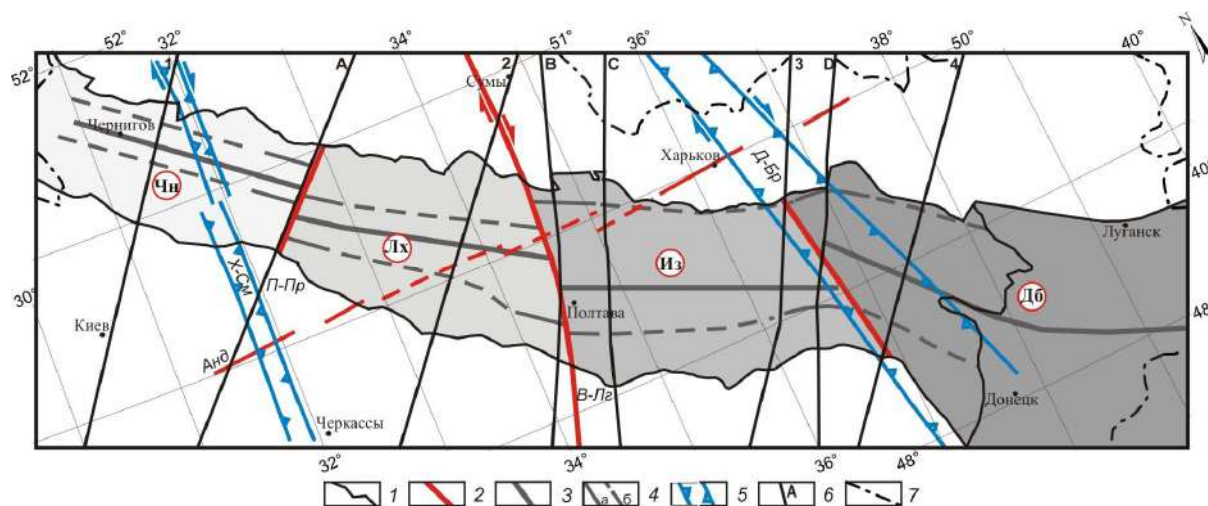 52° 32° 34° 51° 36° 38° 50° 40°
N
52° 1 A 2 B C 3 D 4
Сумы
Чернигов
Харьков
Д-Бр
40°
Чн
Луганск
Лх
Из
Х-См
П-Пр
Дб
30°
Полтава
48°
Киев
Анд
В-Лг
Донецк
Черкассы
32° 34° 36° 48°
1 2 3 а б 4 5 A 6 7